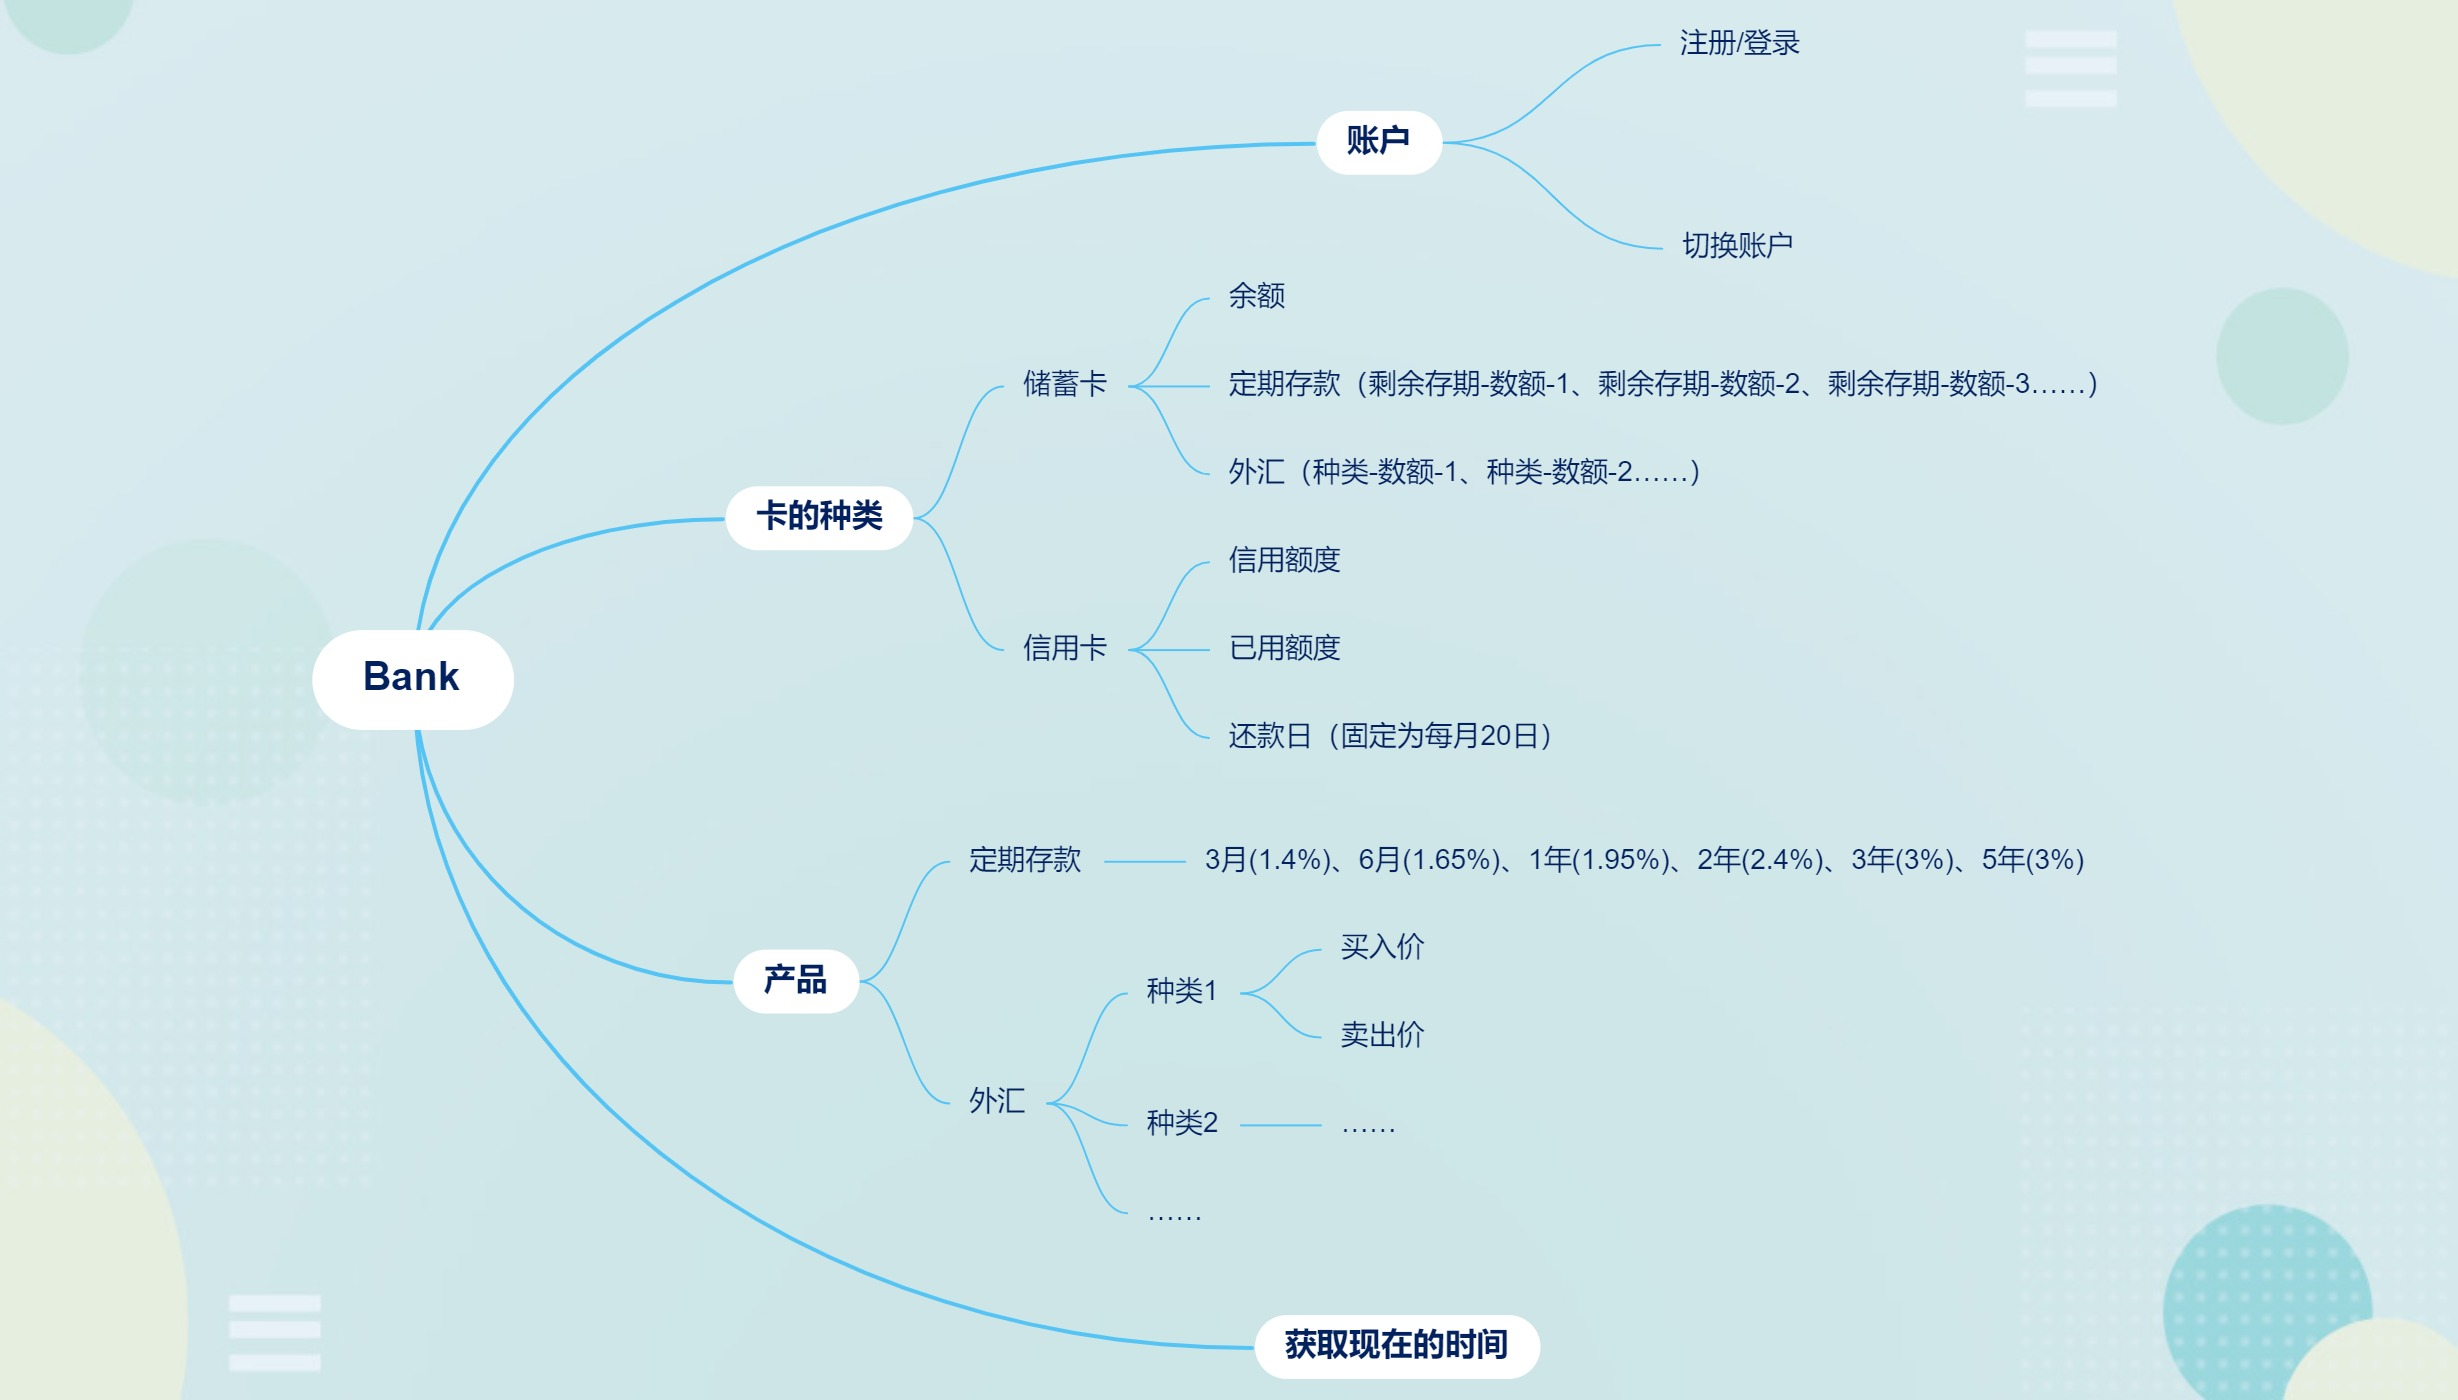 注册/登录
账户
切换账户
余额
储蓄卡
定期存款（剩余存期-数额-1、剩余存期-数额-2、剩余存期-数额-3……）
外汇（种类-数额-1、种类-数额-2……）
卡的种类
信用额度
信用卡
已用额度
还款日（固定为每月20日）
Bank
定期存款
3月(1.4%)、6月(1.65%)、1年(1.95%)、2年(2.4%)、3年(3%)、5年(3%)
产品
买入价
种类1
卖出价
外汇
种类2
……
……
获取现在的时间